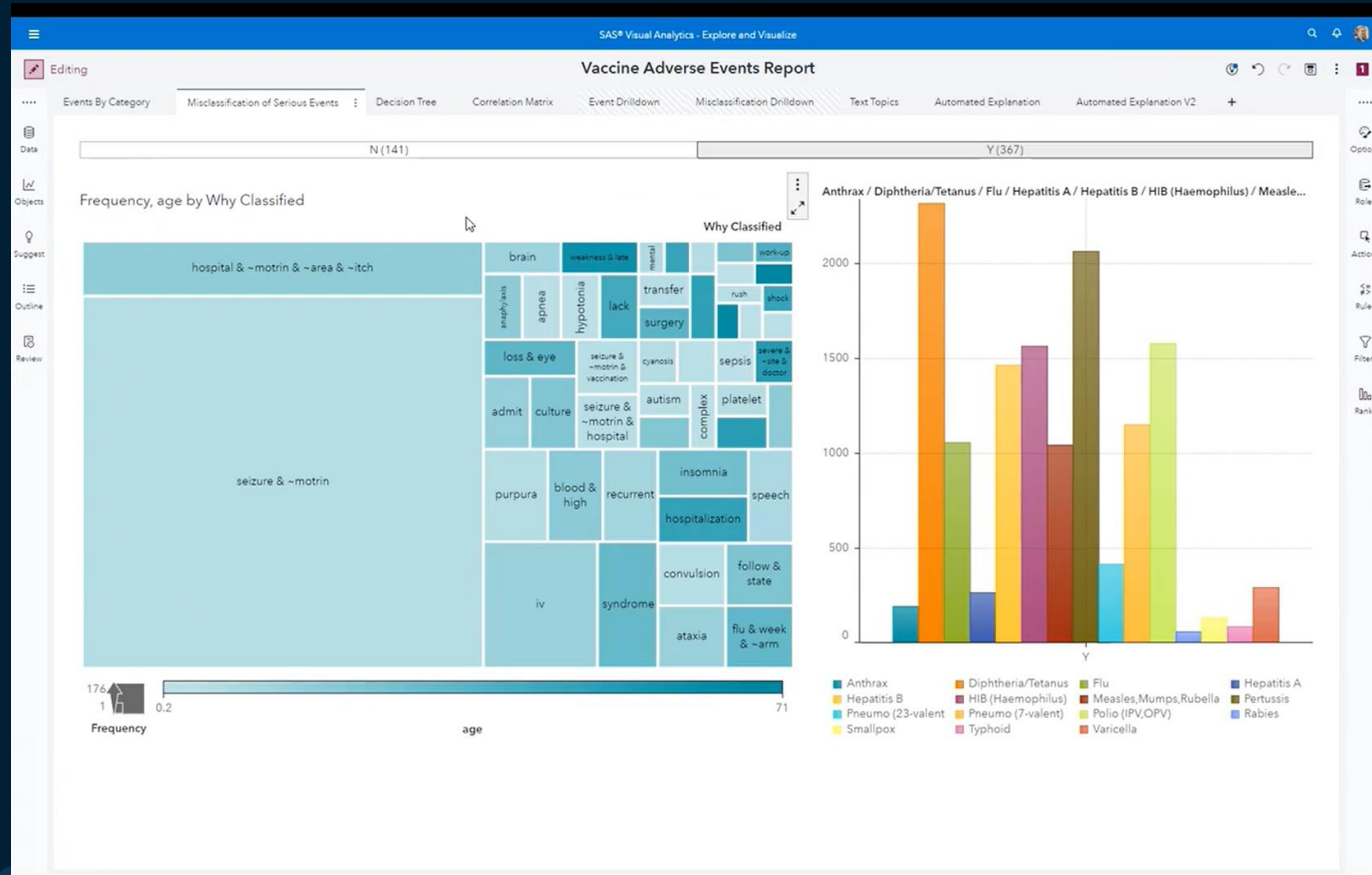 SAS® Visual Analytics - Explore and Visualize
Editing
Vaccine Adverse Events Report
1
Events By Category
Misclassification of Serious Events
Decision Tree
Correlation Matrix
Event Drilldown
Misclassification Drilldown
Text Topics
Automated Explanation
Automated Explanation V2
Data
Objects
Suggest
Outline
Review
N (141)
Y (367)
Frequency, age by Why Classified
Why Classified
hospital & ~motrin & ~area & ~itch
seizure & ~motrin
brain
weakness & late
mental
work-up
anaphylaxis
apnea
hypotonia
lack
transfer
surgery
rush
shock
loss & eye
seizure &
~motrin &
vaccination
cyanosis
sepsis
severe &
~site &
doctor
admit
culture
seizure &
~motrin &
hospital
autism
complex
platelet
purpura
blood &
high
recurrent
insomnia
hospitalization
speech
iv
syndrome
convulsion
follow &
state
ataxia
flu & week
& ~arm
176
1
Frequency
0.2
71
age
Anthrax / Diphtheria/Tetanus / Flu / Hepatitis A / Hepatitis B / HIB (Haemophilus) / Measle...
2000
1500
1000
500
0
Y
Anthrax
Diphtheria/Tetanus
Flu
Hepatitis A
Hepatitis B
HIB (Haemophilus)
Measles,Mumps,Rubella
Pertussis
Pneumo (23-valent
Pneumo (7-valent)
Polio (IPV,OPV)
Rabies
Smallpox
Typhoid
Varicella
Optio
Role
Actio
Rule
Filter
Rank